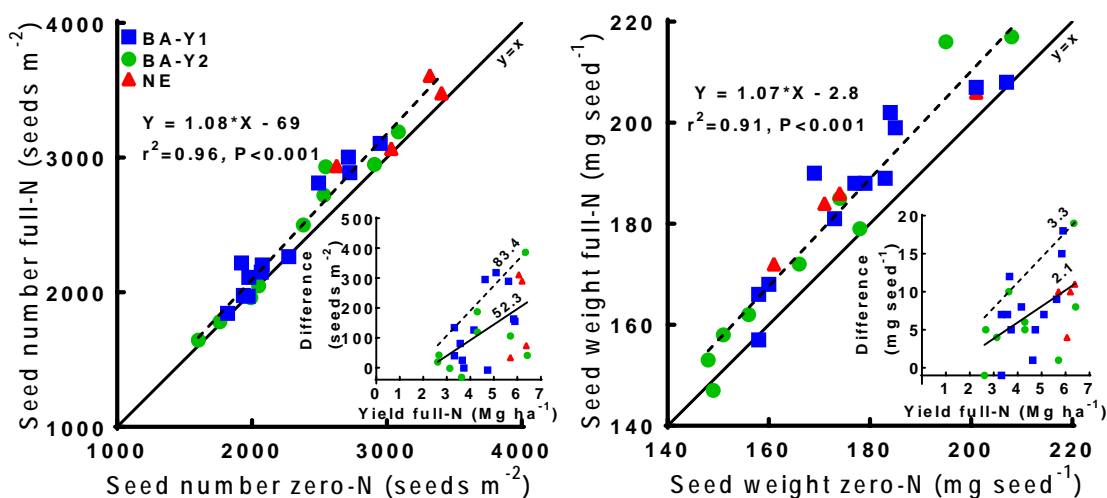 4000
3000
2000
1000
Seed number full-N (seeds m⁻²)
BA-Y1
BA-Y2
NE
y=x
Y = 1.08*X - 69
r²=0.96, P<0.001
500
400
300
200
100
0
Difference
(seeds m⁻²)
83.4
52.3
0 1 2 3 4 5 6 7
Yield full-N (Mg ha⁻¹)
1000 2000 3000 4000
Seed number zero-N (seeds m⁻²)
220
200
180
160
140
Seed weight full-N (mg seed⁻¹)
y=x
Y = 1.07*X - 2.8
r²=0.91, P<0.001
20
15
10
5
0
Difference
(mg seed⁻¹)
3.3
2.1
0 1 2 3 4 5 6 7
Yield full-N (Mg ha⁻¹)
140 160 180 200 220
Seed weight zero-N (mg seed⁻¹)